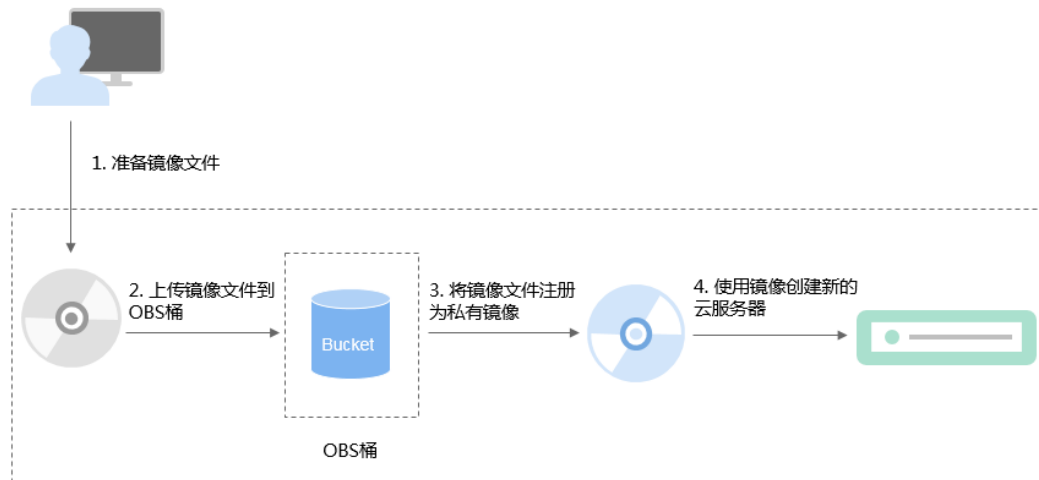 1. 准备镜像文件
2. 上传镜像文件到
OBS桶
Bucket
OBS桶
3. 将镜像文件注册
为私有镜像
4. 使用镜像创建新的
云服务器